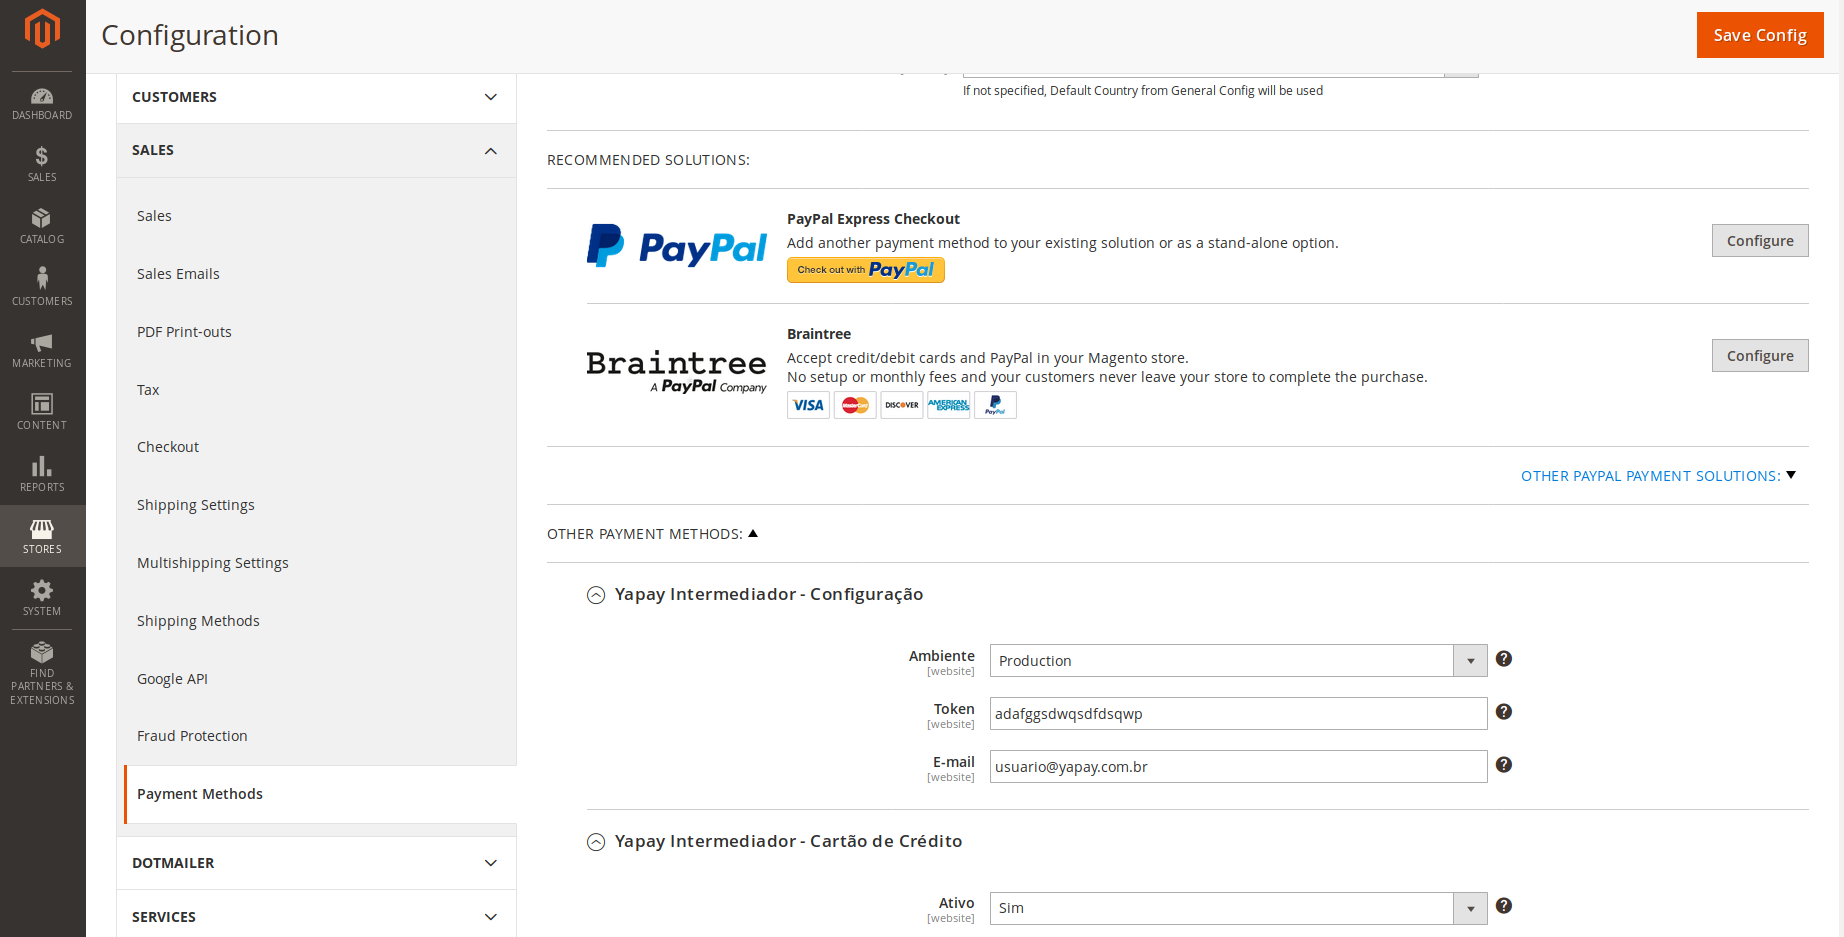 Configuration
Save Config
DASHBOARD
SALES
CATALOG
CUSTOMERS
MARKETING
CONTENT
REPORTS
STORES
SYSTEM
FIND
PARTNERS &
EXTENSIONS
CUSTOMERS
SALES
Sales
Sales Emails
PDF Print-outs
Tax
Checkout
Shipping Settings
Multishipping Settings
Shipping Methods
Google API
Fraud Protection
Payment Methods
DOTMAILER
SERVICES
If not specified, Default Country from General Config will be used
RECOMMENDED SOLUTIONS:
PayPal
PayPal Express Checkout
Add another payment method to your existing solution or as a stand-alone option.
Check out with PayPal
Configure
Braintree
A PayPal Company
Braintree
Accept credit/debit cards and PayPal in your Magento store.
No setup or monthly fees and your customers never leave your store to complete the purchase.
VISA MasterCard DISCOVER AMERICAN EXPRESS PayPal
Configure
OTHER PAYPAL PAYMENT SOLUTIONS:
OTHER PAYMENT METHODS:
Yapay Intermediador - Configuração
Ambiente
[website]
Production
Token
[website]
adafggsdwqsdfdsqwp
E-mail
[website]
usuario@yapay.com.br
Yapay Intermediador - Cartão de Crédito
Ativo
[website]
Sim